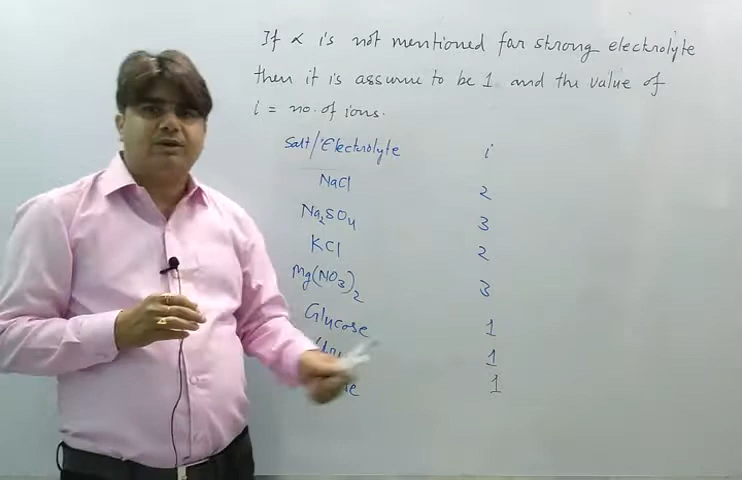 If α is not mentioned for strong electrolyte
then it is assume to be 1. and the value of
i = no. of ions.
Salt/Electrolyte i
NaCl 2
Na₂SO₄ 3
KCl 2
Mg(NO₃)₂ 3
Glucose 1
1
1